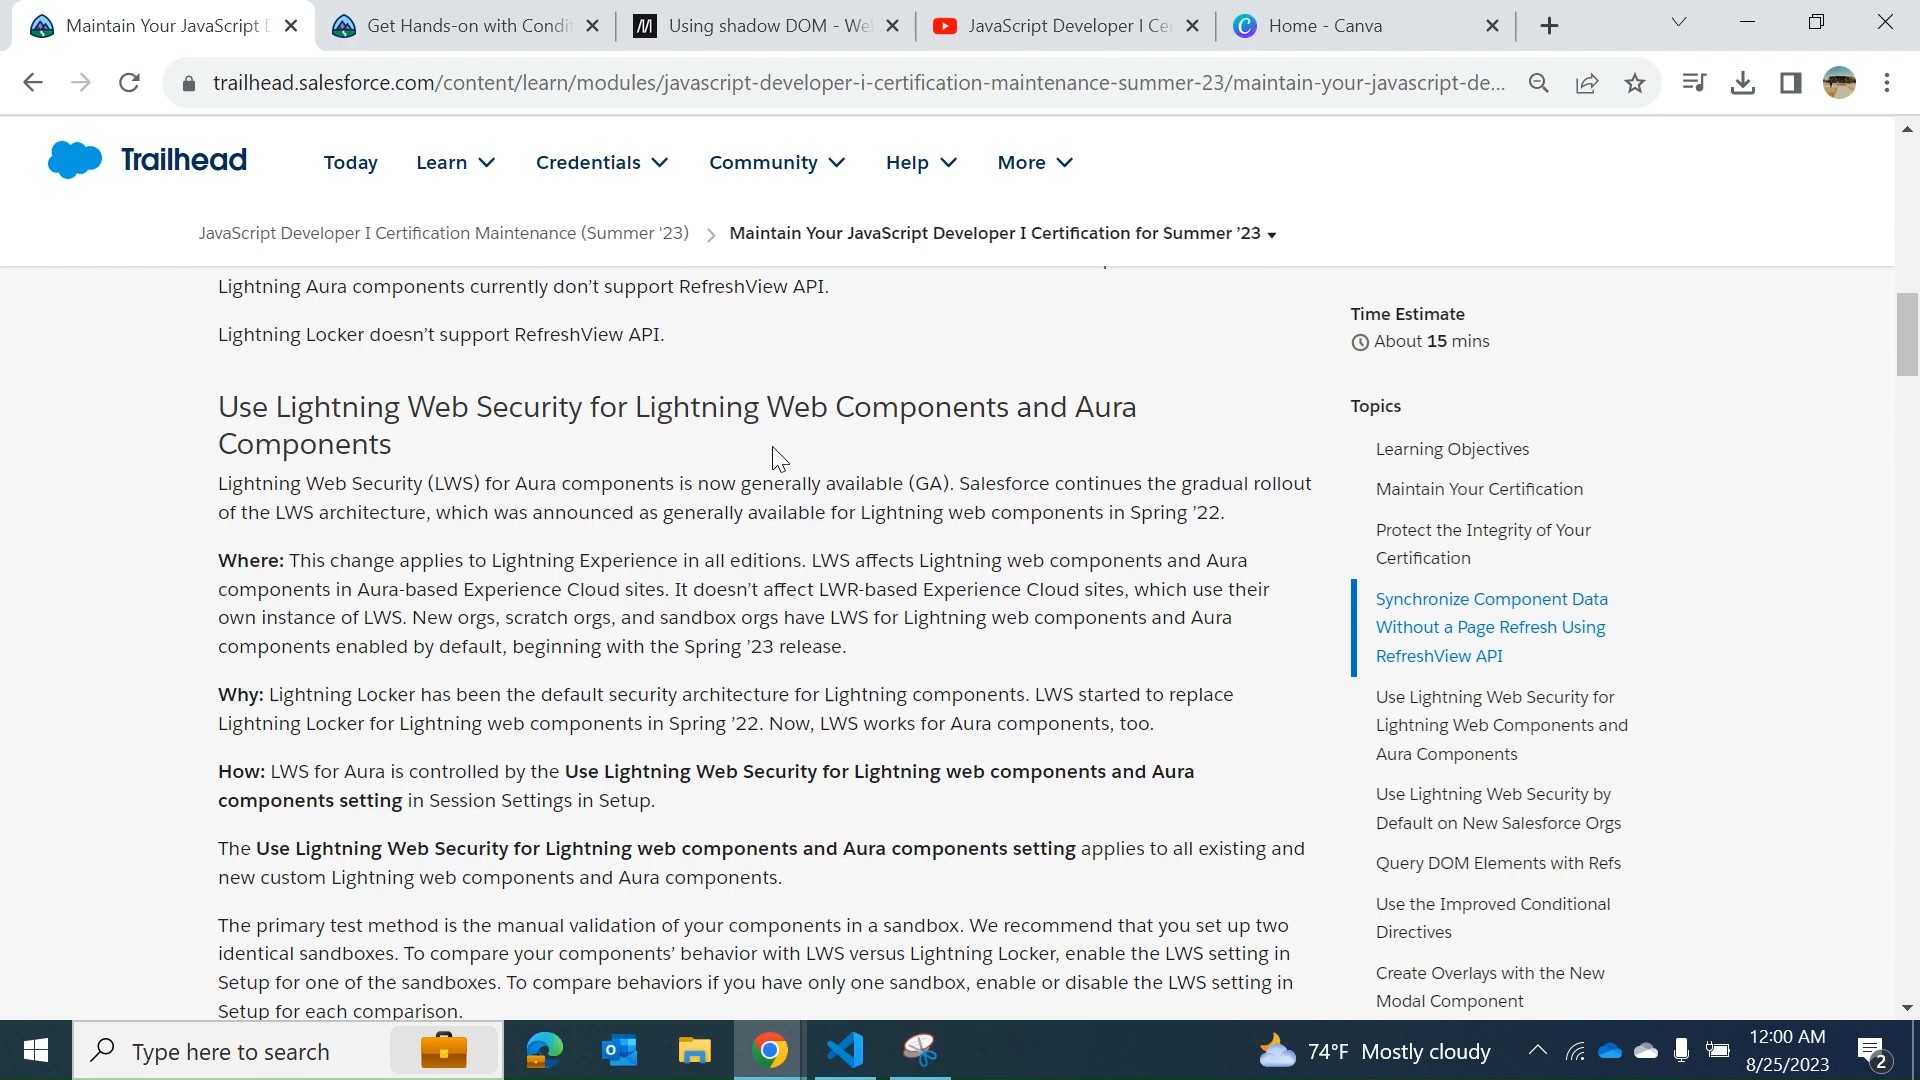 Maintain Your JavaScript D
Get Hands-on with Condit
Using shadow DOM - We
JavaScript Developer I Cer
Home - Canva
trailhead.salesforce.com/content/learn/modules/javascript-developer-i-certification-maintenance-summer-23/maintain-your-javascript-de...
Trailhead
Today
Learn
Credentials
Community
Help
More
JavaScript Developer I Certification Maintenance (Summer '23)
Maintain Your JavaScript Developer I Certification for Summer ’23
Lightning Aura components currently don’t support RefreshView API.
Lightning Locker doesn’t support RefreshView API.
Use Lightning Web Security for Lightning Web Components and Aura
Components
Lightning Web Security (LWS) for Aura components is now generally available (GA). Salesforce continues the gradual rollout
of the LWS architecture, which was announced as generally available for Lightning web components in Spring ’22.
Where: This change applies to Lightning Experience in all editions. LWS affects Lightning web components and Aura
components in Aura-based Experience Cloud sites. It doesn’t affect LWR-based Experience Cloud sites, which use their
own instance of LWS. New orgs, scratch orgs, and sandbox orgs have LWS for Lightning web components and Aura
components enabled by default, beginning with the Spring ’23 release.
Why: Lightning Locker has been the default security architecture for Lightning components. LWS started to replace
Lightning Locker for Lightning web components in Spring ’22. Now, LWS works for Aura components, too.
How: LWS for Aura is controlled by the Use Lightning Web Security for Lightning web components and Aura
components setting in Session Settings in Setup.
The Use Lightning Web Security for Lightning web components and Aura components setting applies to all existing and
new custom Lightning web components and Aura components.
The primary test method is the manual validation of your components in a sandbox. We recommend that you set up two
identical sandboxes. To compare your components’ behavior with LWS versus Lightning Locker, enable the LWS setting in
Setup for one of the sandboxes. To compare behaviors if you have only one sandbox, enable or disable the LWS setting in
Setup for each comparison.
Time Estimate
About 15 mins
Topics
Learning Objectives
Maintain Your Certification
Protect the Integrity of Your
Certification
Synchronize Component Data
Without a Page Refresh Using
RefreshView API
Use Lightning Web Security for
Lightning Web Components and
Aura Components
Use Lightning Web Security by
Default on New Salesforce Orgs
Query DOM Elements with Refs
Use the Improved Conditional
Directives
Create Overlays with the New
Modal Component
Type here to search
74°F Mostly cloudy
12:00 AM
8/25/2023
2